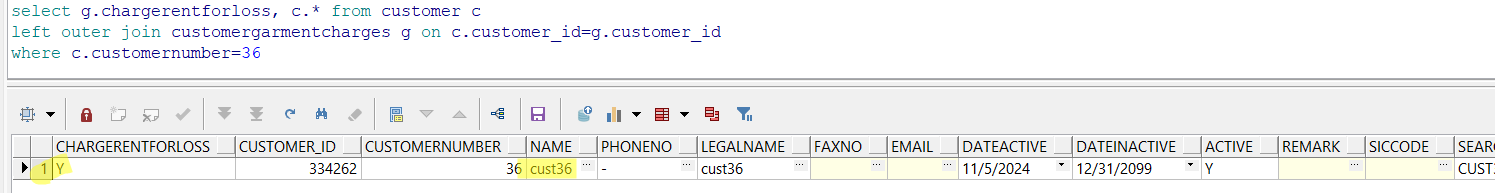 select g.chargerentforloss, c.* from customer c
left outer join customergarmentcharges g on c.customer_id=g.customer_id
where c.customernumber=36
CHARGERENTFORLOSS CUSTOMER_ID CUSTOMERNUMBER NAME PHONENO LEGALNAME FAXNO EMAIL DATEACTIVE DATEINACTIVE ACTIVE REMARK SICCODE SEARC
1 Y 334262 36 cust36 ... - ... cust36 ... ... ... 11/5/2024 12/31/2099 Y ... ... CUST